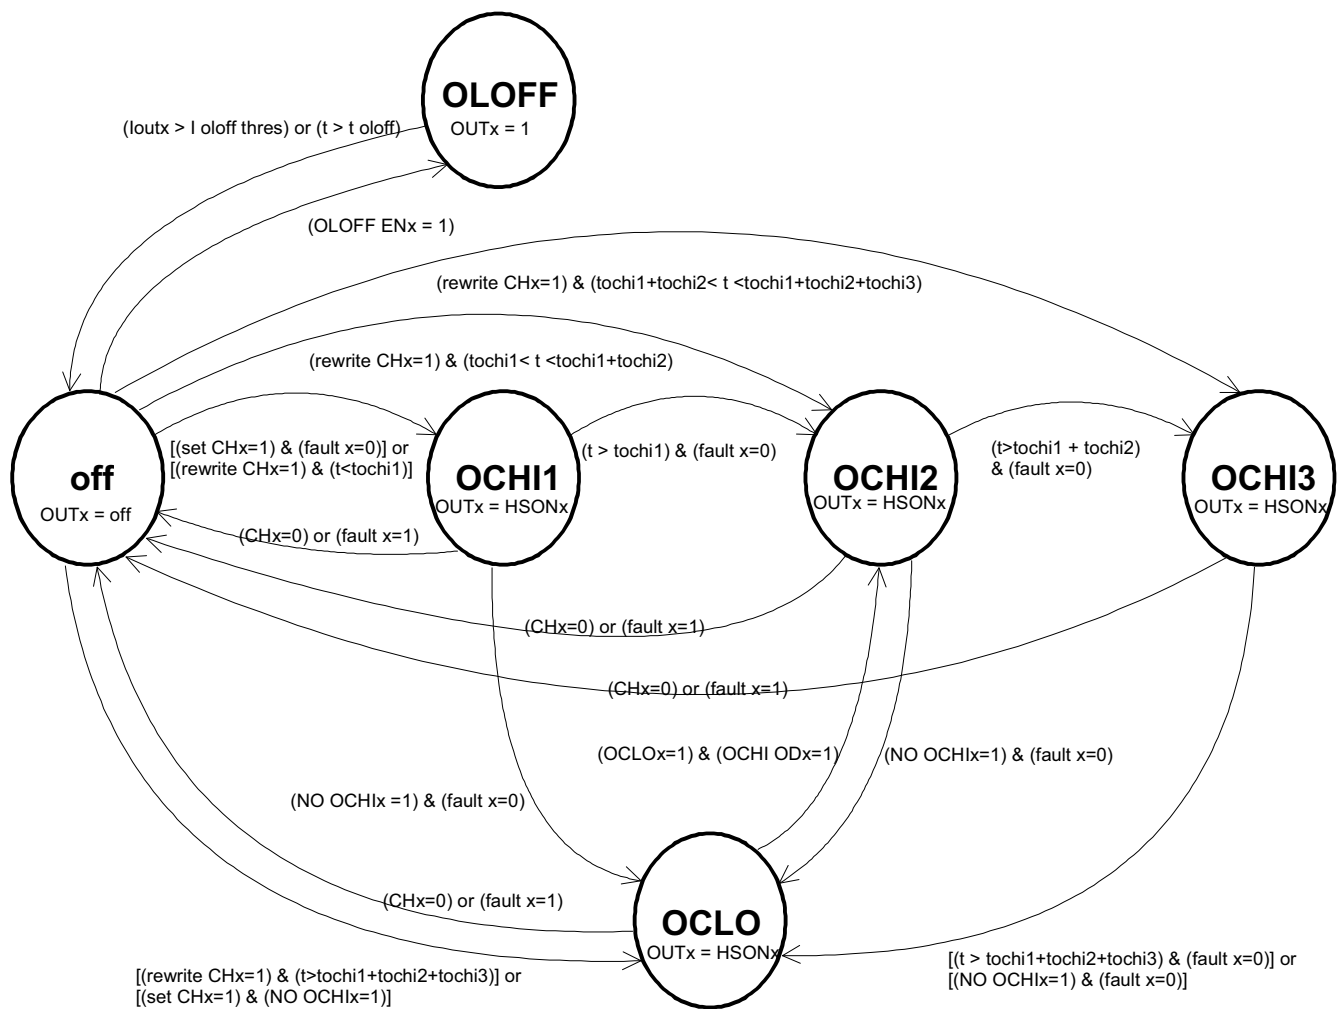 OLOFF
OUTx = 1
(Ioutx > I oloff thres) or (t > t oloff)
(OLOFF ENx = 1)
(rewrite CHx=1) & (tochi1+tochi2< t <tochi1+tochi2+tochi3)
(rewrite CHx=1) & (tochi1< t <tochi1+tochi2)
off
OUTx = off
[(set CHx=1) & (fault x=0)] or
[(rewrite CHx=1) & (t<tochi1)]
OCHI1
OUTx = HSONx
(t > tochi1) & (fault x=0)
OCHI2
OUTx = HSONx
(t>tochi1 + tochi2)
& (fault x=0)
OCHI3
OUTx = HSONx
(CHx=0) or (fault x=1)
(CHx=0) or (fault x=1)
(CHx=0) or (fault x=1)
(OCLOx=1) & (OCHI ODx=1)
(NO OCHIx=1) & (fault x=0)
(NO OCHIx =1) & (fault x=0)
(CHx=0) or (fault x=1)
OCLO
OUTx = HSONx
[(rewrite CHx=1) & (t>tochi1+tochi2+tochi3)] or
[(set CHx=1) & (NO OCHIx=1)]
[(t > tochi1+tochi2+tochi3) & (fault x=0)] or
[(NO OCHIx=1) & (fault x=0)]